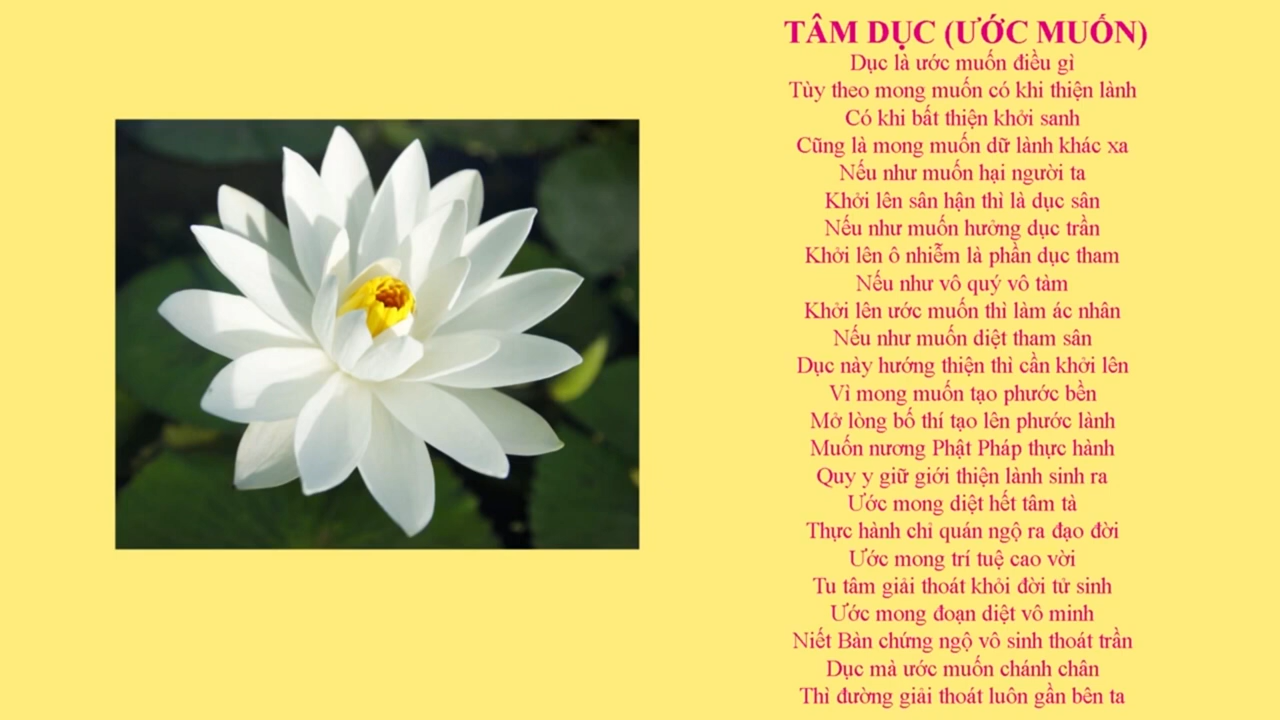 TÂM DỤC (ƯỚC MUỐN)
Dục là ước muốn điều gì
Tùy theo mong muốn có khi thiện lành
Có khi bất thiện khởi sanh
Cũng là mong muốn dữ lành khác xa
Nếu như muốn hại người ta
Khởi lên sân hận thì là dục sân
Nếu như muốn hưởng dục trần
Khởi lên ô nhiễm là phần dục tham
Nếu như vô quý vô tàm
Khởi lên ước muốn thì làm ác nhân
Nếu như muốn diệt tham sân
Dục này hướng thiện thì cần khởi lên
Vì mong muốn tạo phước bền
Mở lòng bố thí tạo lên phước lành
Muốn nương Phật Pháp thực hành
Quy y giữ giới thiện lành sinh ra
Ước mong diệt hết tâm tà
Thực hành chỉ quán ngộ ra đạo đời
Ước mong trí tuệ cao vời
Tu tâm giải thoát khỏi đời tử sinh
Ước mong đoạn diệt vô minh
Niết Bàn chứng ngộ vô sinh thoát trần
Dục mà ước muốn chánh chân
Thì đường giải thoát luôn gần bên ta